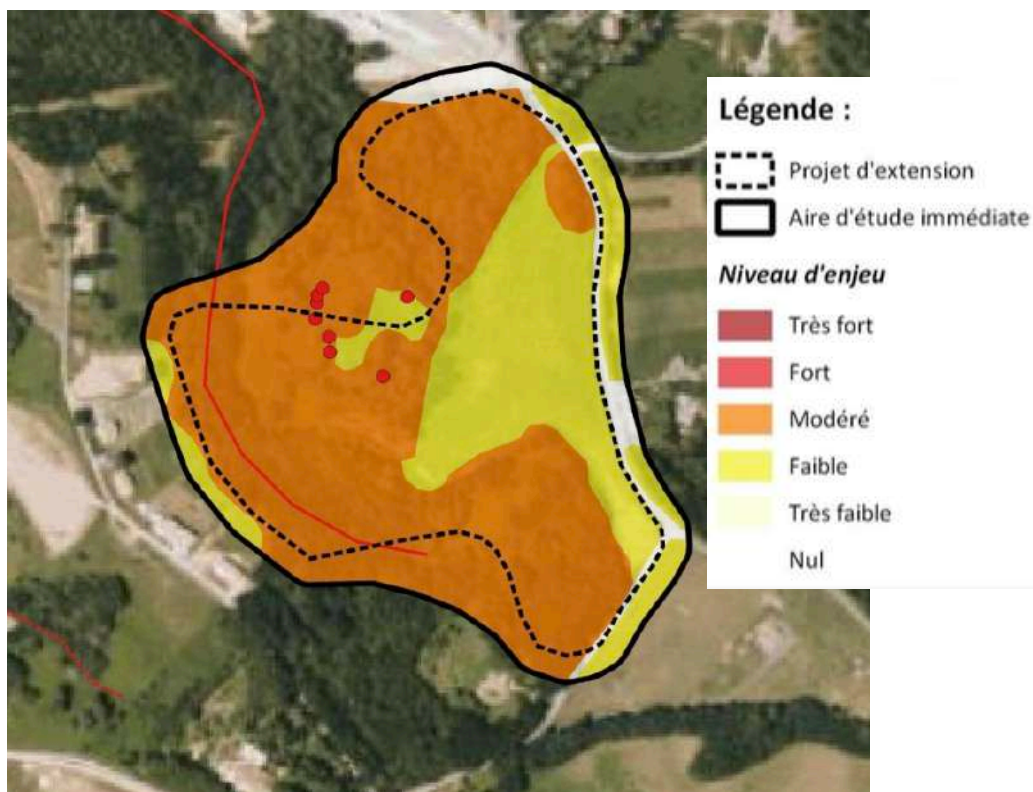 Légende :
Projet d'extension
Aire d'étude immédiate
Niveau d'enjeu
Très fort
Fort
Modéré
Faible
Très faible
Nul